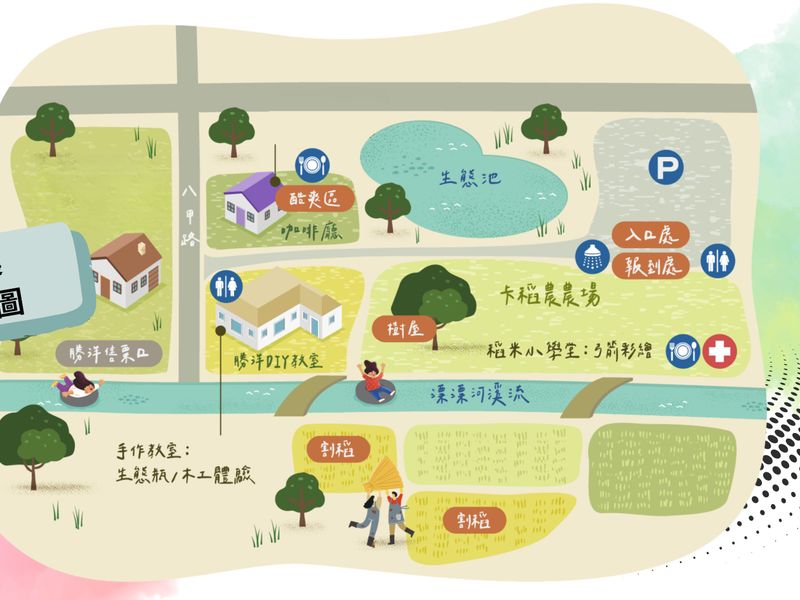 八甲路
酷爽區
咖啡廳
生態池
P
入口處
報到處
圖
卡稻農農場
樹屋
稻米小學堂:弓箭彩繪
勝洋售票口
勝洋DIY教室
漂漂河溪流
手作教室:
生態瓶/木工體驗
割稻
割稻